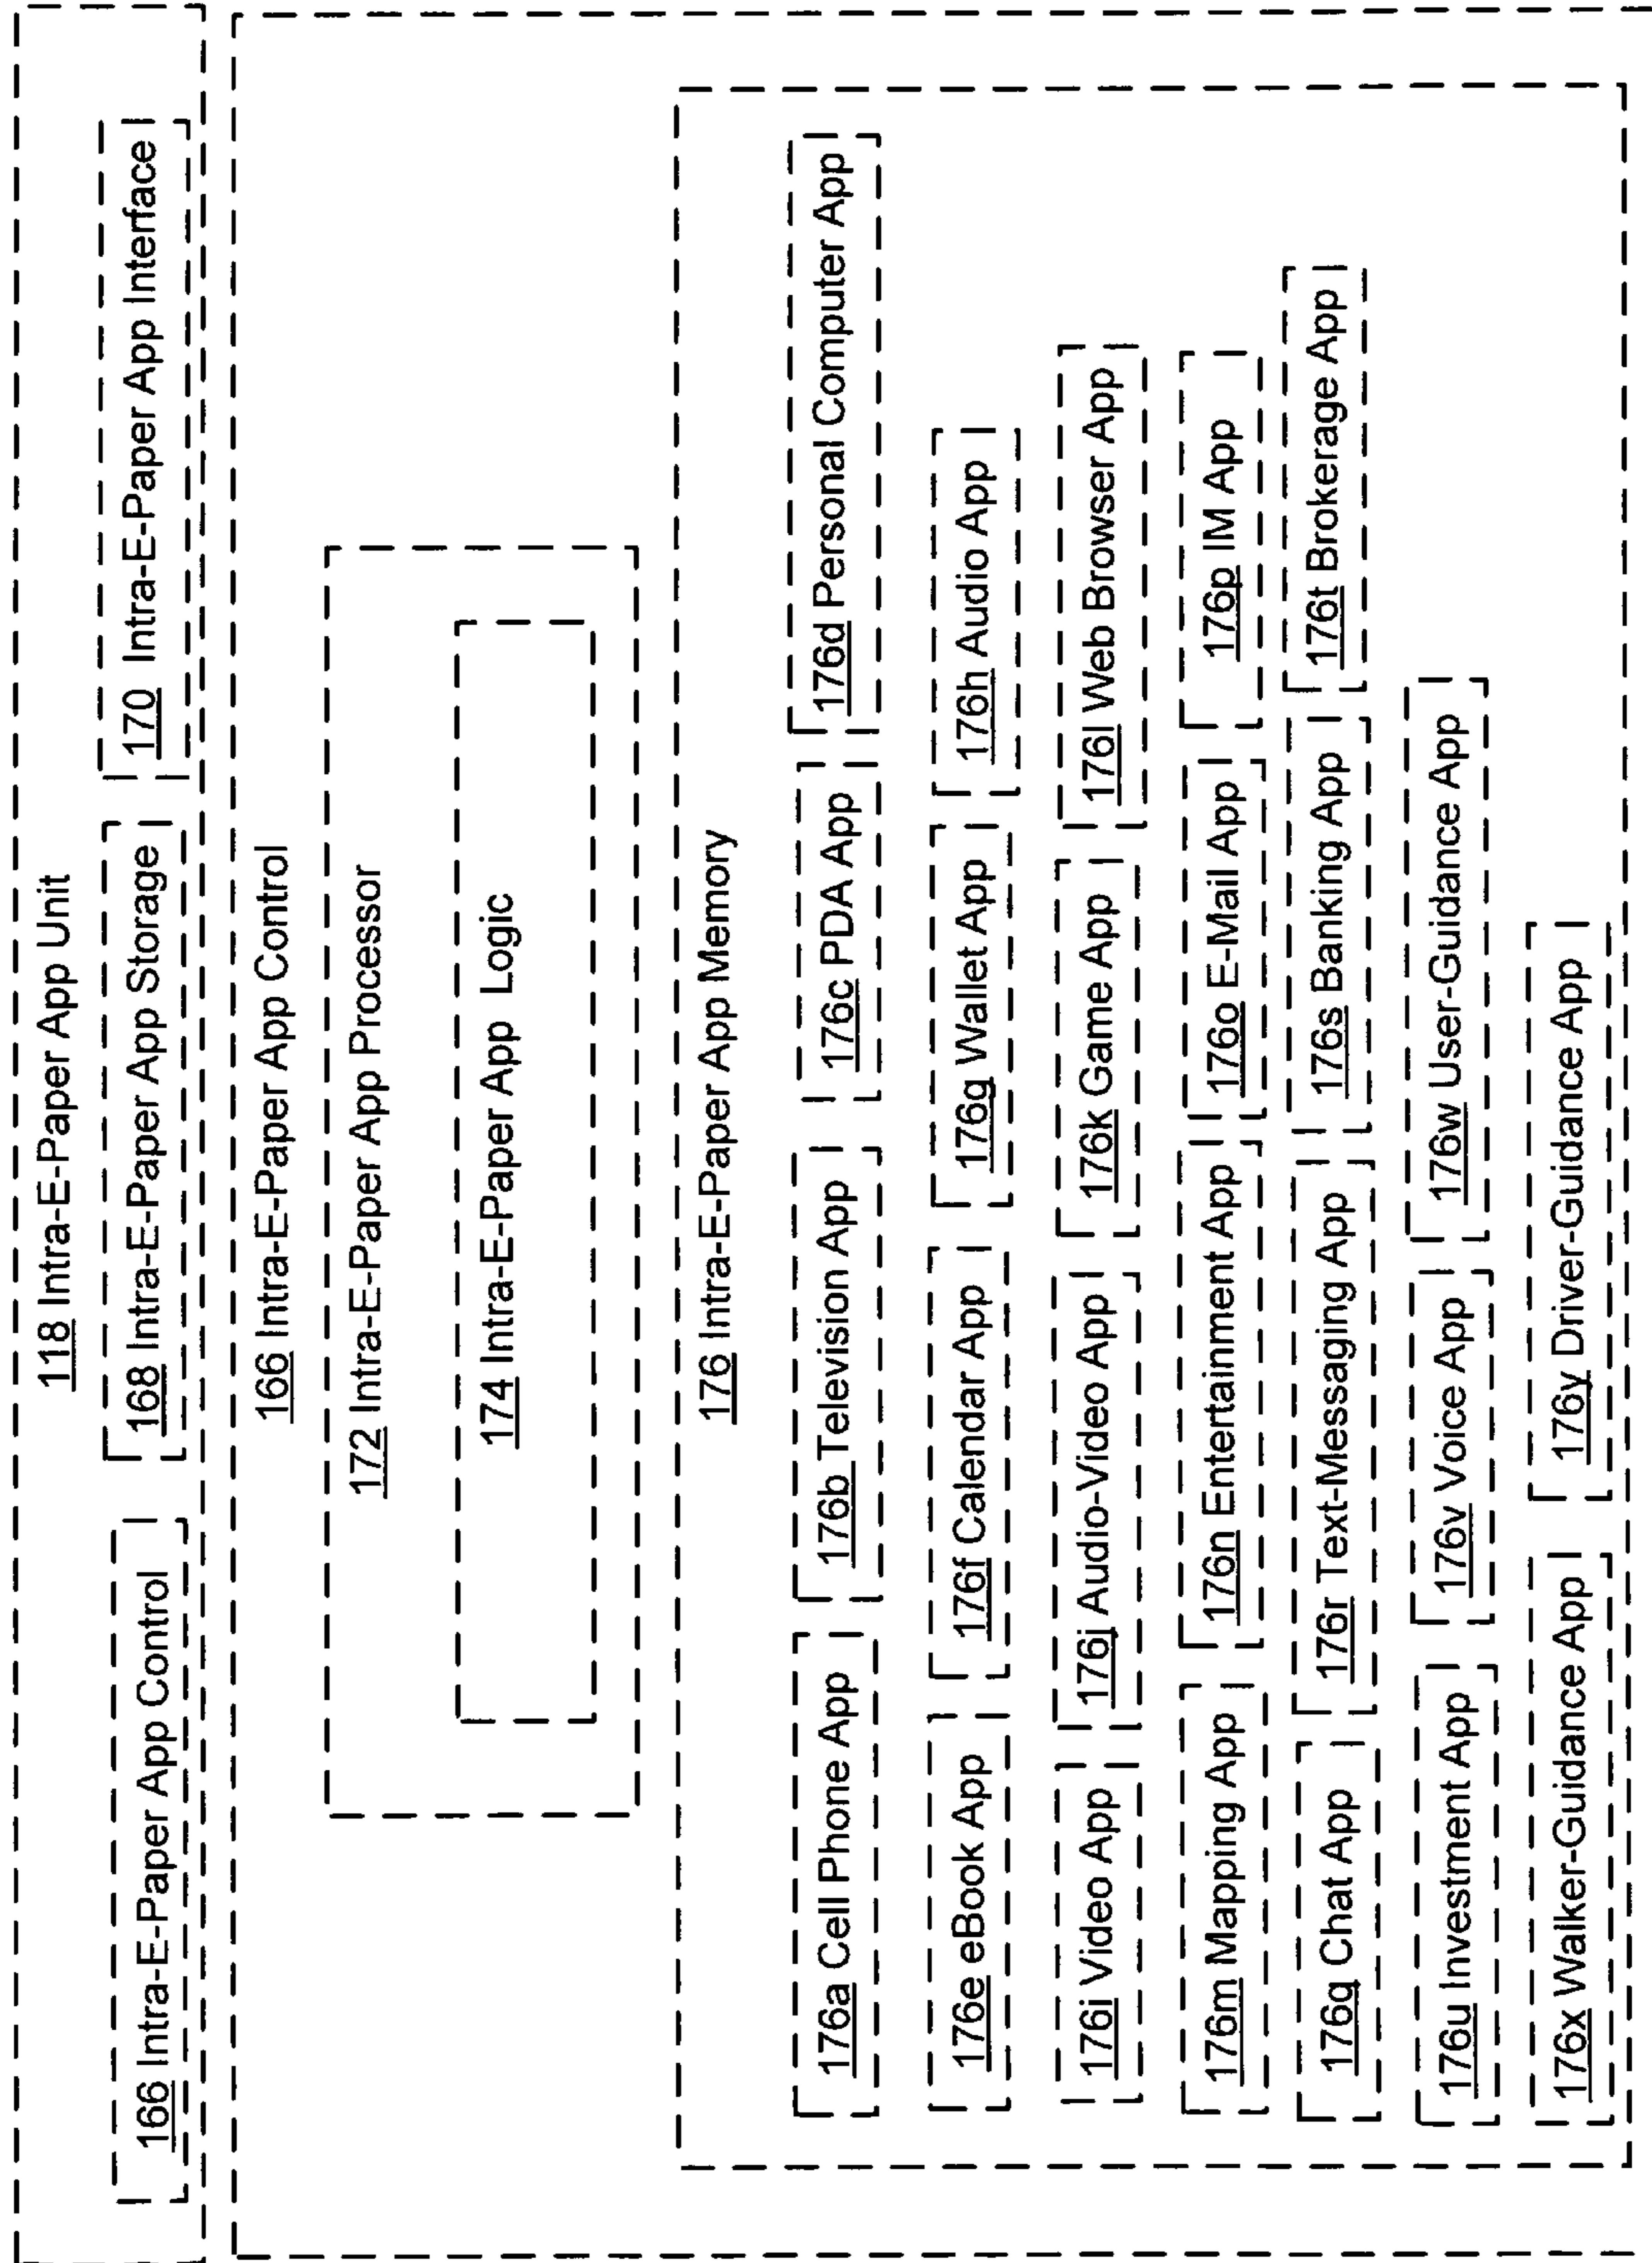 118 Intra-E-Paper App Unit
166 Intra-E-Paper App Control
168 Intra-E-Paper App Storage
170 Intra-E-Paper App Interface
166 Intra-E-Paper App Control
172 Intra-E-Paper App Processor
174 Intra-E-Paper App Logic
176 Intra-E-Paper App Memory
176a Cell Phone App
176b Television App
176c PDA App
176d Personal Computer App
176e eBook App
176f Calendar App
176g Wallet App
176h Audio App
176i Video App
176j Audio-Video App
176k Game App
176l Web Browser App
176m Mapping App
176n Entertainment App
176o E-Mail App
176p IM App
176q Chat App
176r Text-Messaging App
176s Banking App
176t Brokerage App
176u Investment App
176v Voice App
176w User-Guidance App
176x Walker-Guidance App
176y Driver-Guidance App